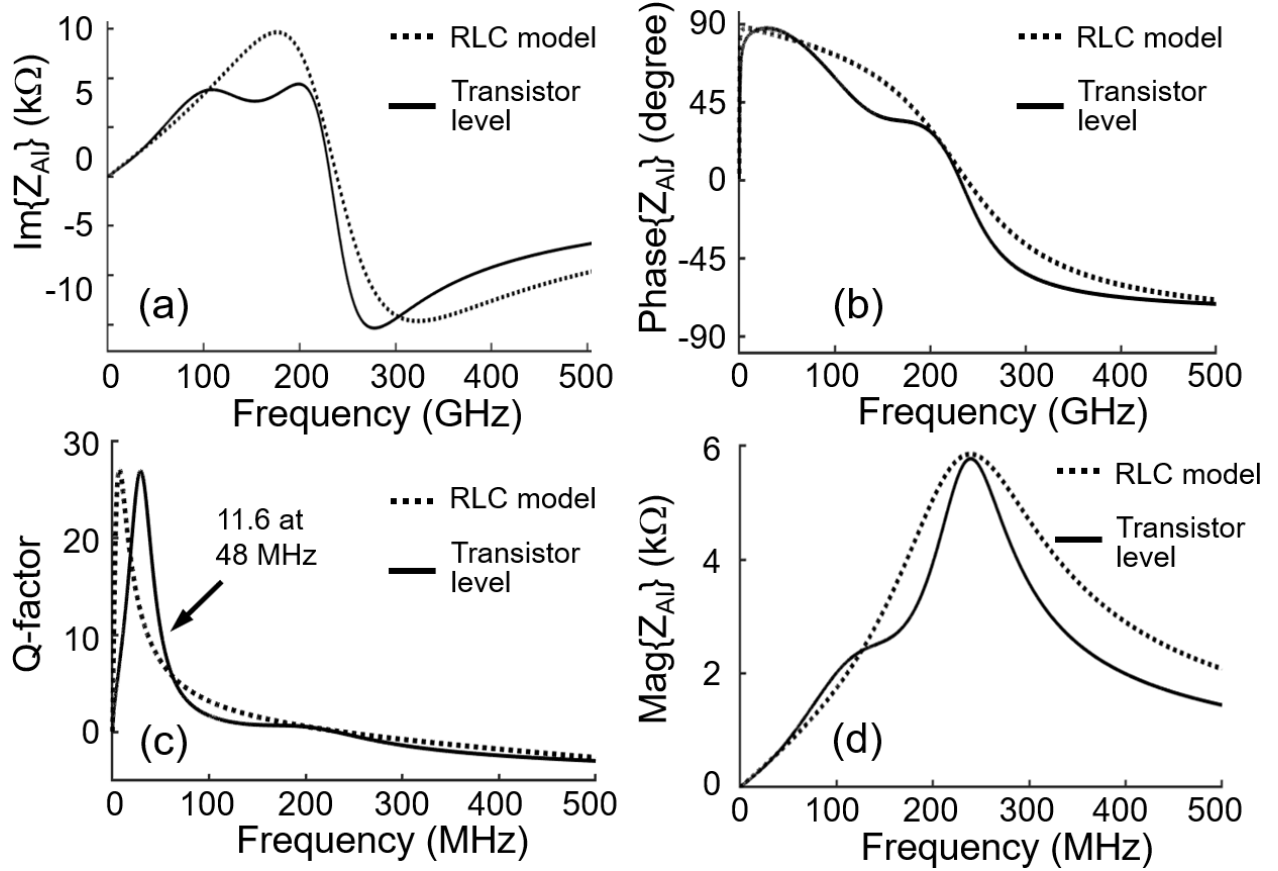 Im{Z_AI} (kΩ)
10
5
0
-5
-10
RLC model
Transistor
level
(a)
0 100 200 300 400 500
Frequency (GHz)
Phase{Z_AI} (degree)
90
45
0
-45
-90
RLC model
Transistor
level
(b)
0 100 200 300 400 500
Frequency (GHz)
Q-factor
30
20
10
0
11.6 at
48 MHz
RLC model
Transistor
level
(c)
0 100 200 300 400 500
Frequency (MHz)
Mag{Z_AI} (kΩ)
6
4
2
0
RLC model
Transistor
level
(d)
0 100 200 300 400 500
Frequency (MHz)